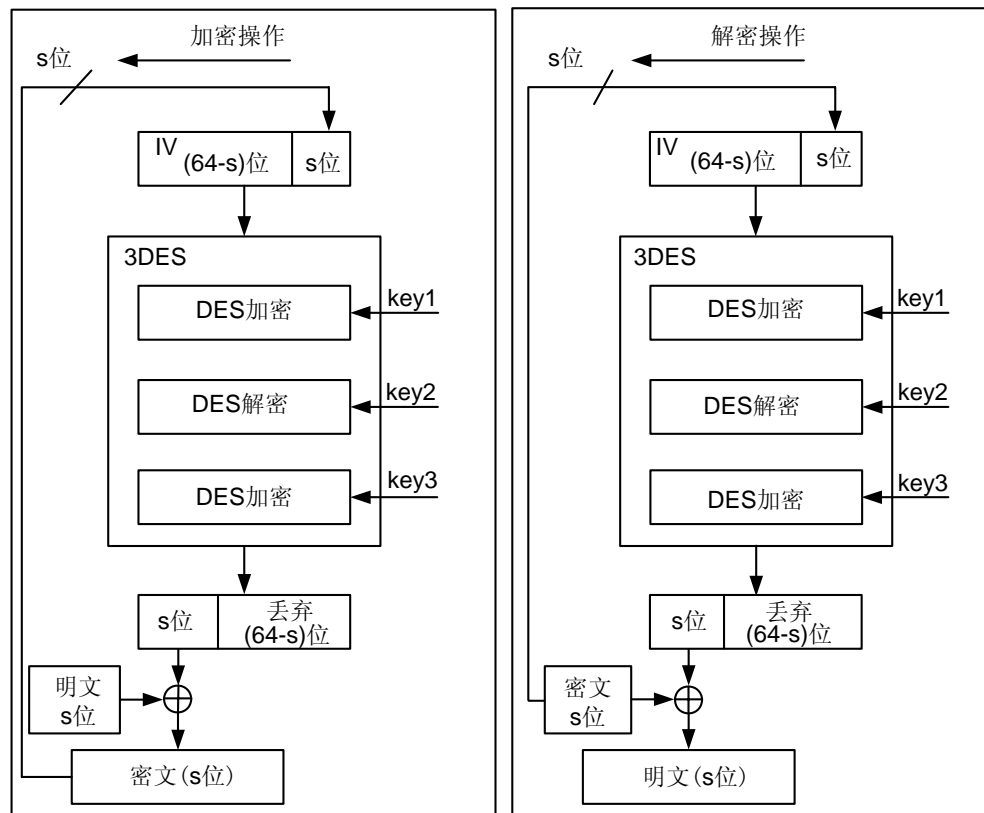 加密操作
s位
IV
(64-s)位
s位
3DES
DES加密
key1
DES解密
key2
DES加密
key3
s位
丢弃
(64-s)位
明文
s位
密文(s位)
解密操作
s位
IV
(64-s)位
s位
3DES
DES加密
key1
DES解密
key2
DES加密
key3
s位
丢弃
(64-s)位
密文
s位
明文(s位)